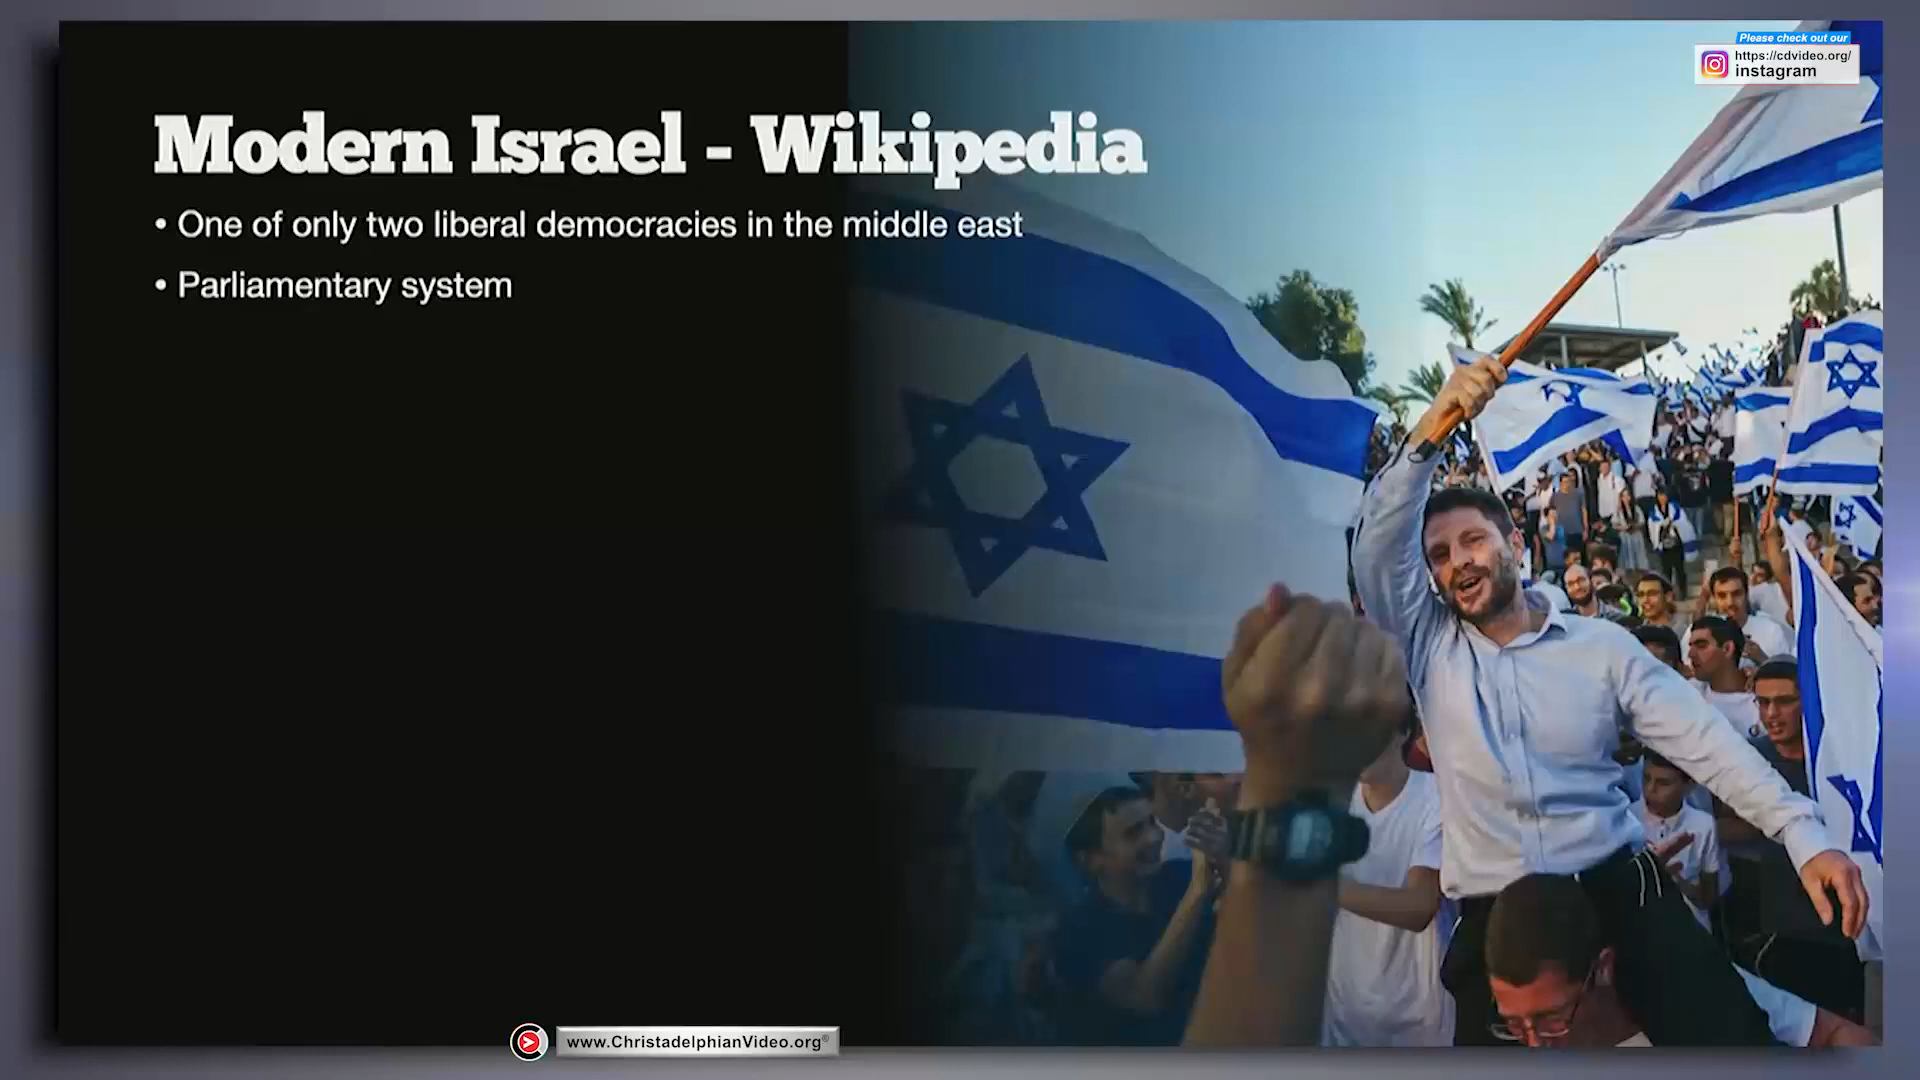 Please check out our
https://cdvideo.org/
instagram
Modern Israel - Wikipedia
• One of only two liberal democracies in the middle east
• Parliamentary system
www.ChristadelphianVideo.org®